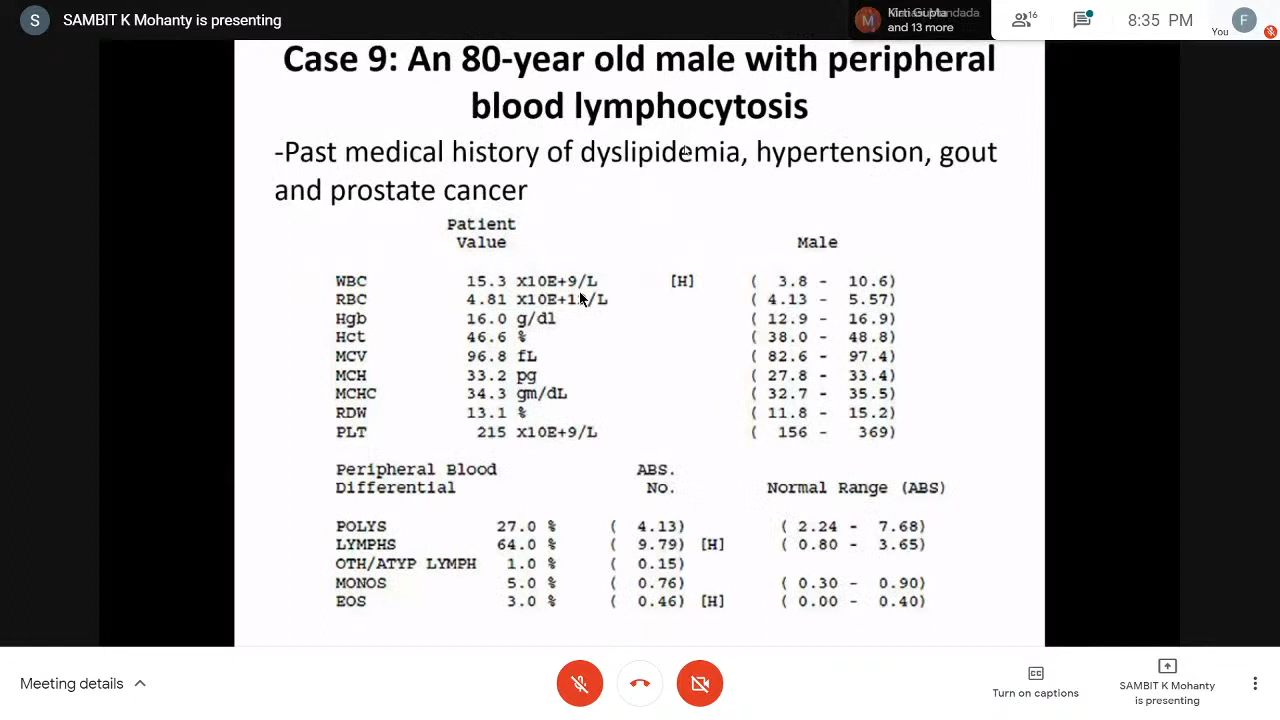 S SAMBIT K Mohanty is presenting
M Kirti Gupta
and 13 more
16
8:35 PM
You
F
Case 9: An 80-year old male with peripheral
blood lymphocytosis
-Past medical history of dyslipidemia, hypertension, gout
and prostate cancer
Patient
Value Male
WBC 15.3 x10E+9/L [H] ( 3.8 - 10.6)
RBC 4.81 ( 4.13 - 5.57)
Hgb 16.0 g/dl ( 12.9 - 16.9)
Hct 46.6 % ( 38.0 - 48.8)
MCV 96.8 fL ( 82.6 - 97.4)
MCH 33.2 pg ( 27.8 - 33.4)
MCHC 34.3 gm/dL ( 32.7 - 35.5)
RDW 13.1 % ( 11.8 - 15.2)
PLT 215 x10E+9/L ( 156 - 369)
Peripheral Blood ABS.
Differential No. Normal Range (ABS)
POLYS 27.0 % ( 4.13) ( 2.24 - 7.68)
LYMPHS 64.0 % ( 9.79) [H] ( 0.80 - 3.65)
OTH/ATYP LYMPH 1.0 % ( 0.15)
MONOS 5.0 % ( 0.76) ( 0.30 - 0.90)
EOS 3.0 % ( 0.46) [H] ( 0.00 - 0.40)
Meeting details
CC
Turn on captions
SAMBIT K Mohanty
is presenting